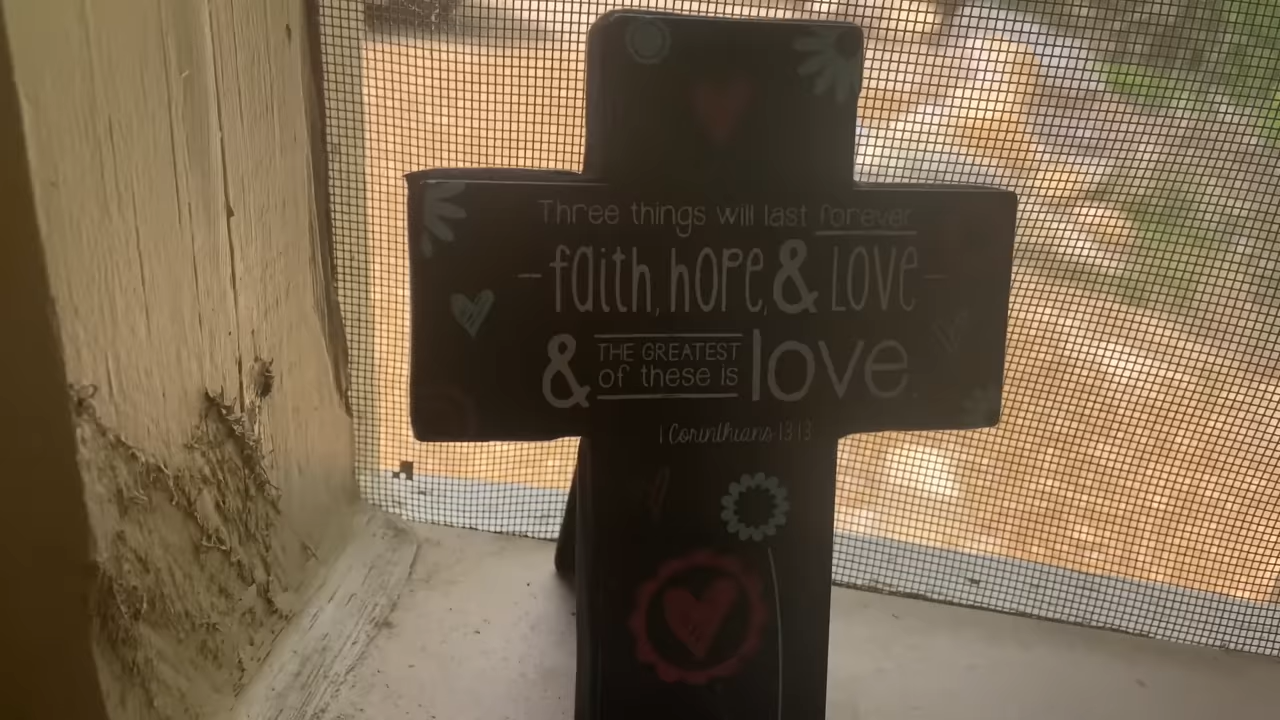 Three things will last forever
- faith, hope, & LOVE -
& THE GREATEST of these is love.
1 Corinthians 13:13